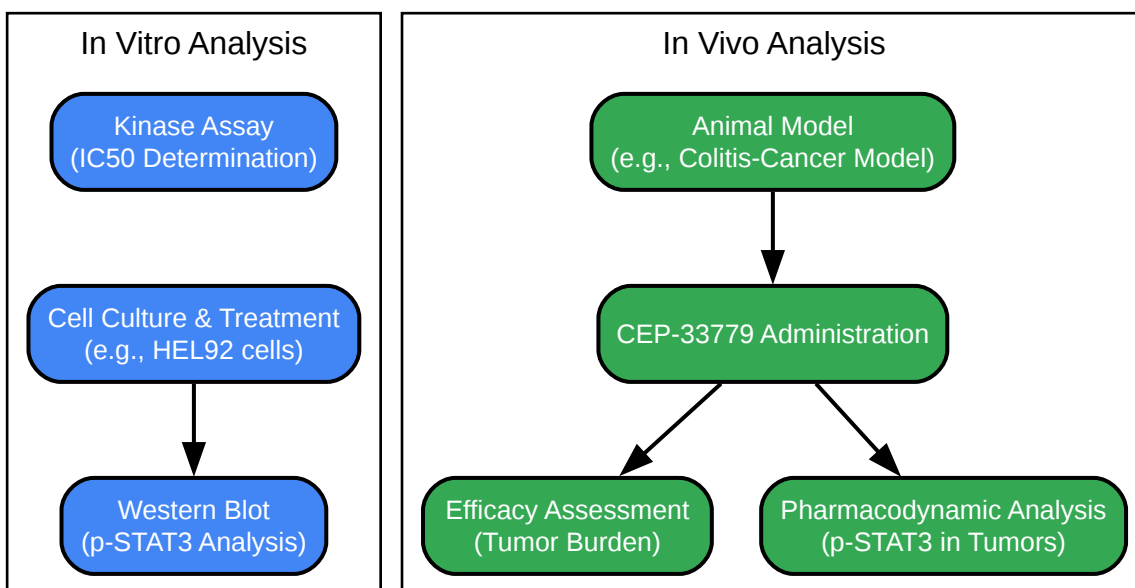 In Vitro Analysis
Kinase Assay
(IC50 Determination)
Cell Culture & Treatment
(e.g., HEL92 cells)
Western Blot
(p-STAT3 Analysis)
In Vivo Analysis
Animal Model
(e.g., Colitis-Cancer Model)
CEP-33779 Administration
Efficacy Assessment
(Tumor Burden)
Pharmacodynamic Analysis
(p-STAT3 in Tumors)